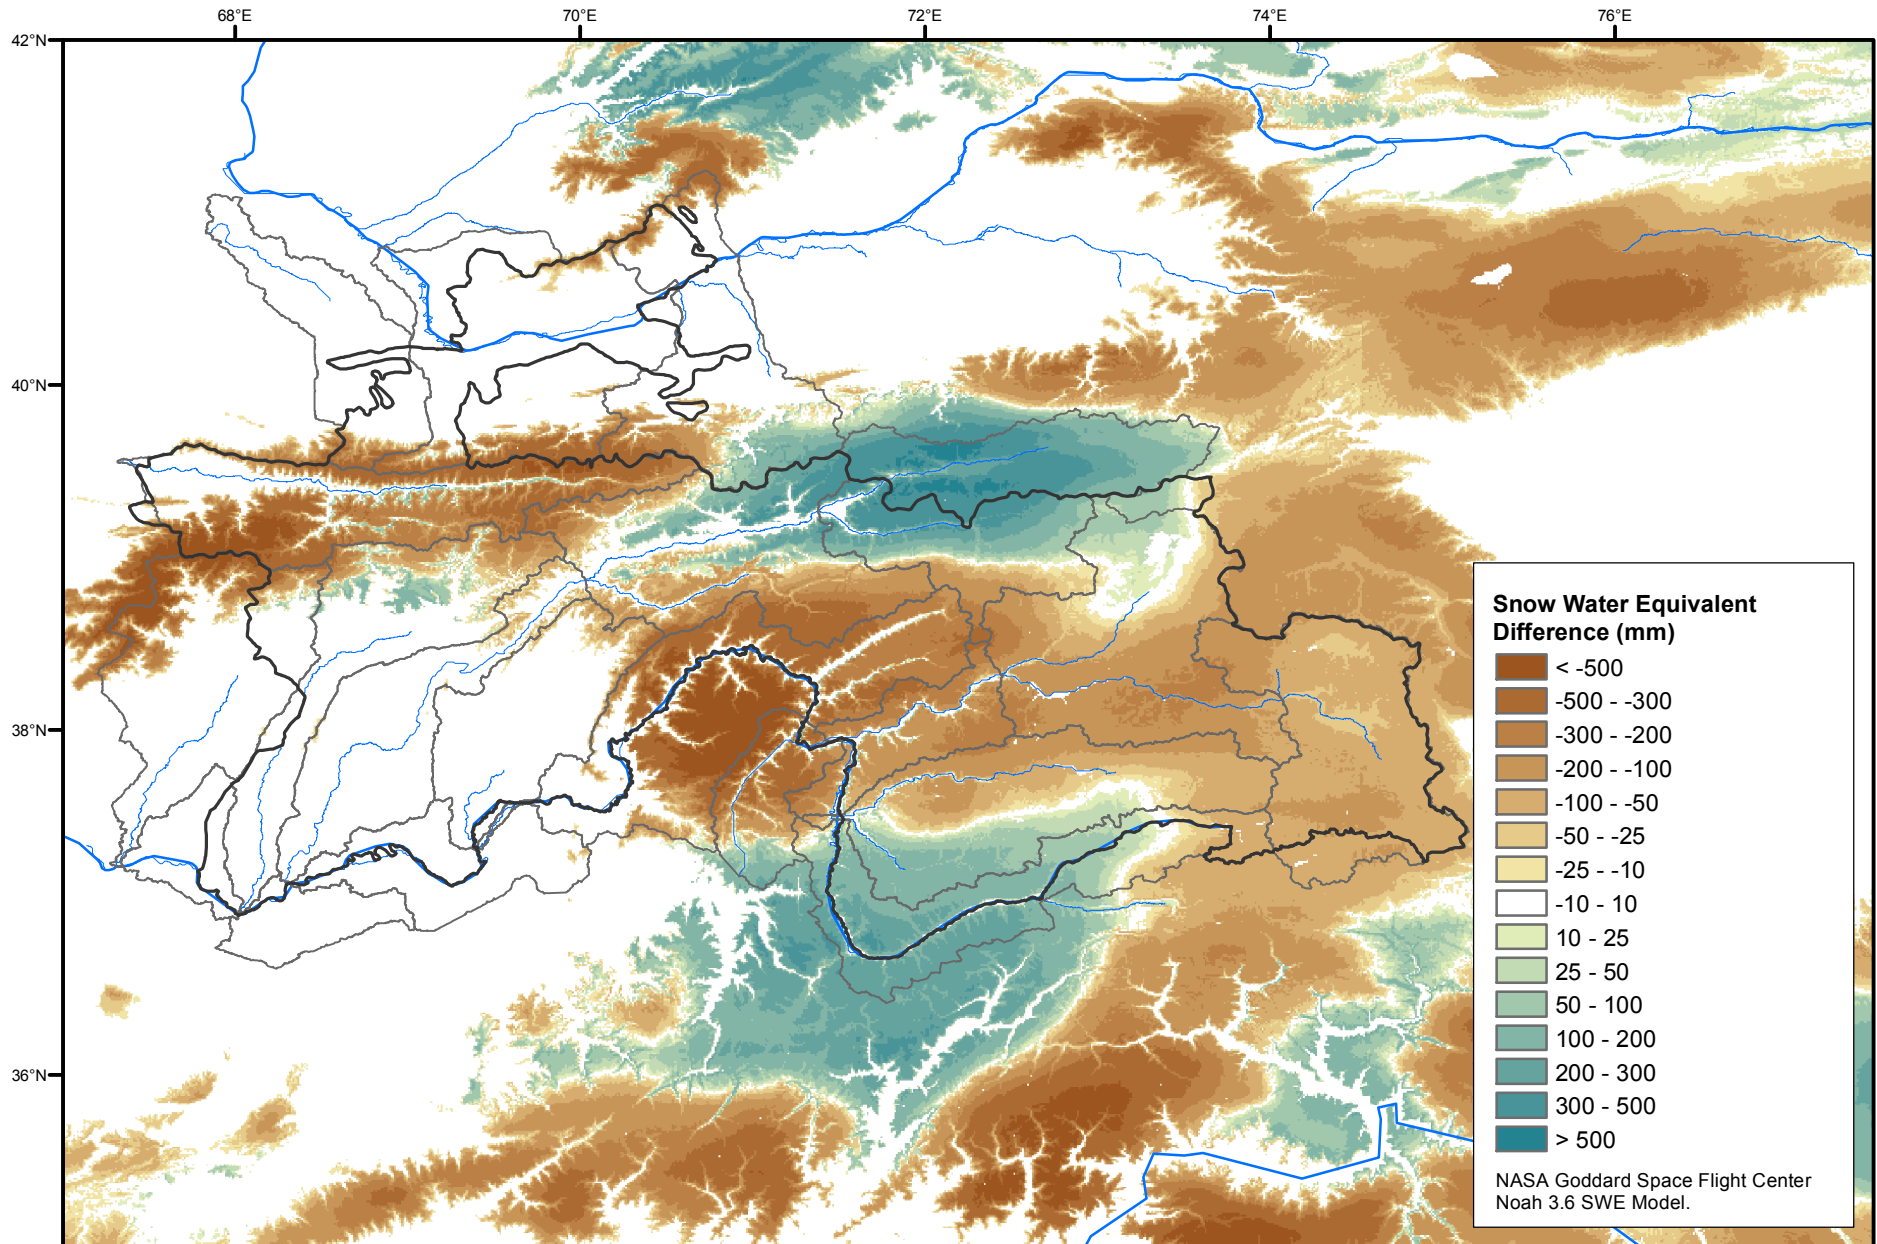 68°E
70°E
72°E
74°E
76°E
42°N
40°N
38°N
36°N
Snow Water Equivalent
Difference (mm)
< -500
-500 - -300
-300 - -200
-200 - -100
-100 - -50
-50 - -25
-25 - -10
-10 - 10
10 - 25
25 - 50
50 - 100
100 - 200
200 - 300
300 - 500
> 500
NASA Goddard Space Flight Center
Noah 3.6 SWE Model.